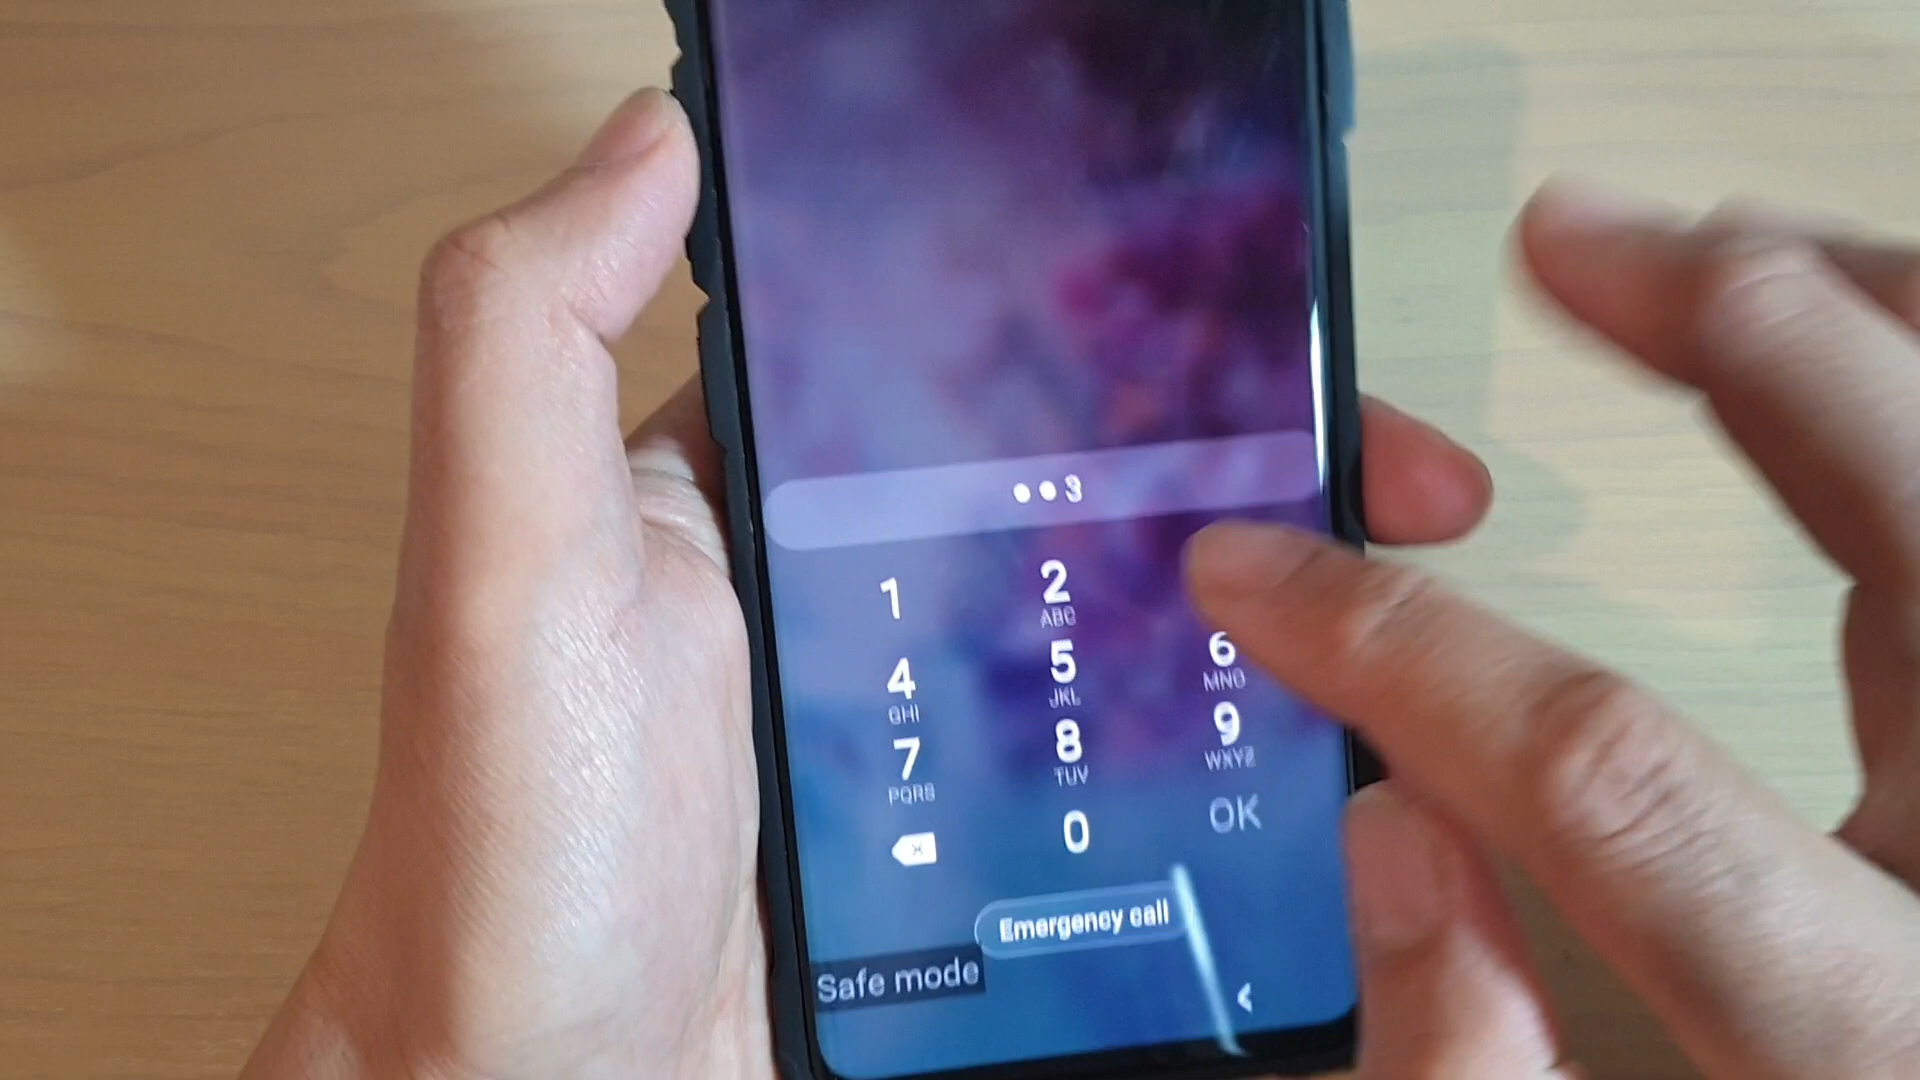 ••3
1
2
ABC
4
GHI
5
JKL
6
MNO
7
PQRS
8
TUV
9
WXYZ
0
OK
Emergency call
Safe mode